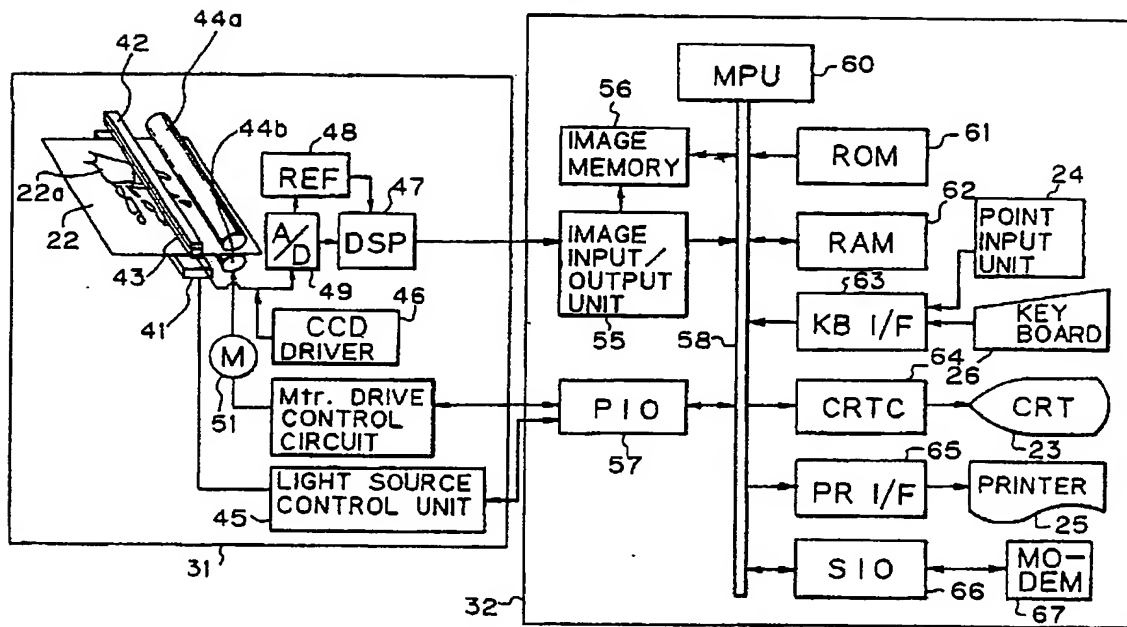 44a
42
MPU
60
56
48
44b
IMAGE
MEMORY
ROM
61
REF
47
22a
62
24
22
A/D
DSP
IMAGE
INPUT/
OUTPUT
UNIT
RAM
POINT
INPUT
UNIT
43
49
46
63
41
CCD
DRIVER
55
58
KB I/F
KEY
BOARD
M
64
26
51
Mtr. DRIVE
CONTROL
CIRCUIT
PIO
CRTC
CRT
57
65
23
LIGHT SOURCE
CONTROL UNIT
45
PR I/F
PRINTER
25
31
SIO
MO-
DEM
32
66
67